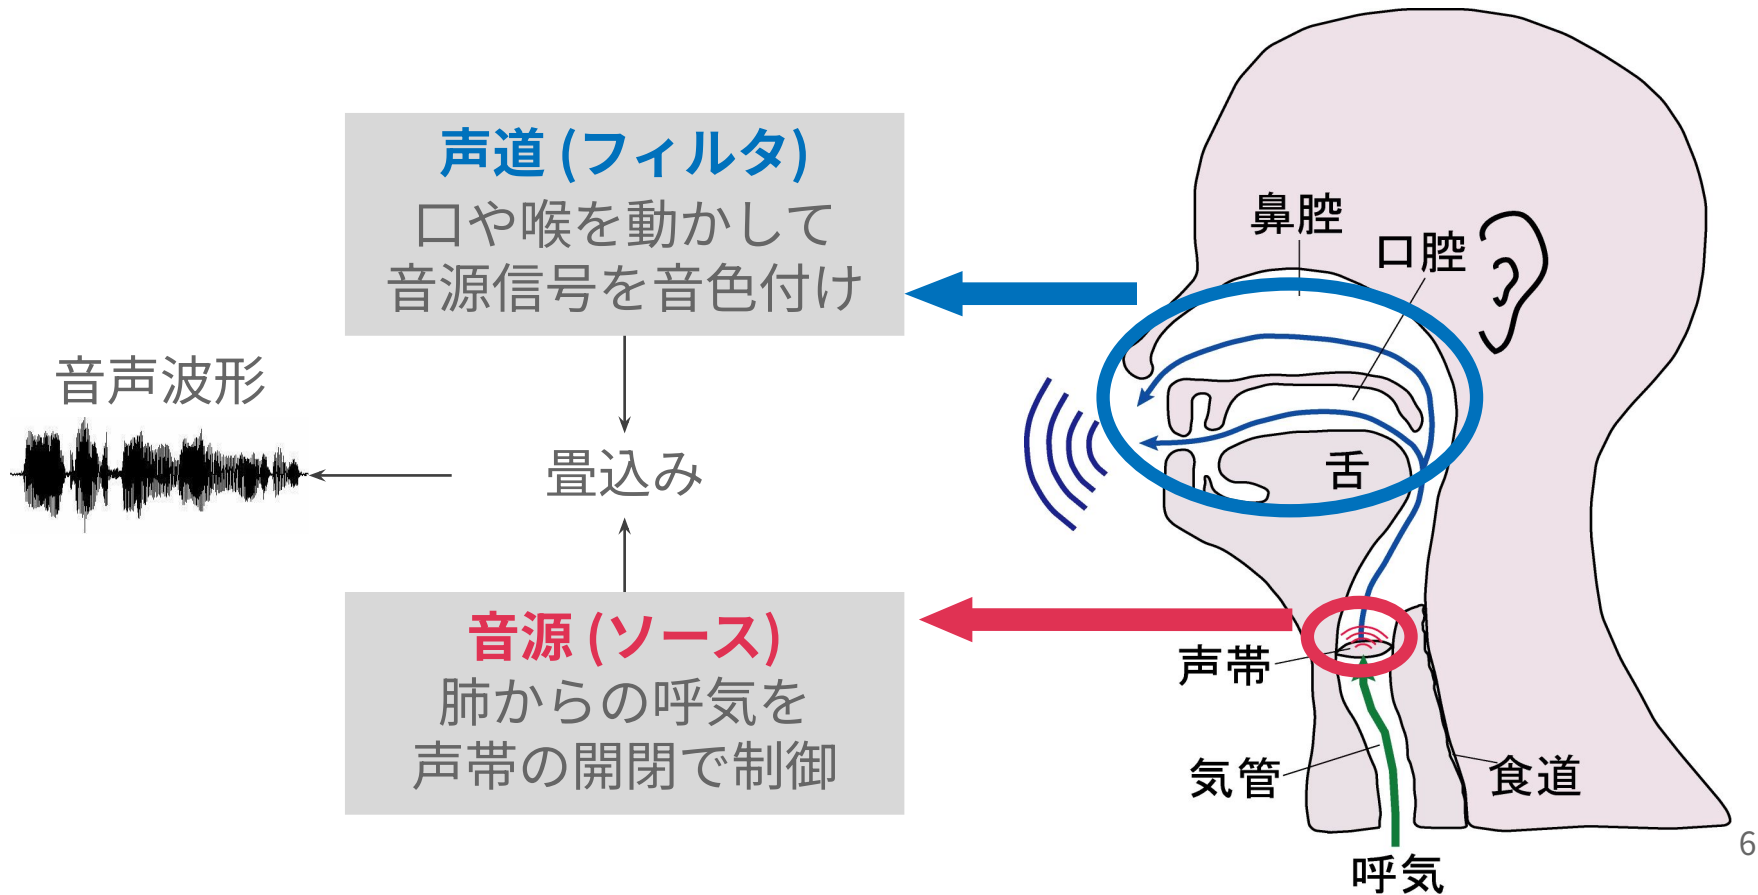 声道 (フィルタ)
口や喉を動かして
音源信号を音色付け
音声波形
畳込み
音源 (ソース)
肺からの呼気を
声帯の開閉で制御
鼻腔
口腔
舌
声帯
気管
食道
呼気
6